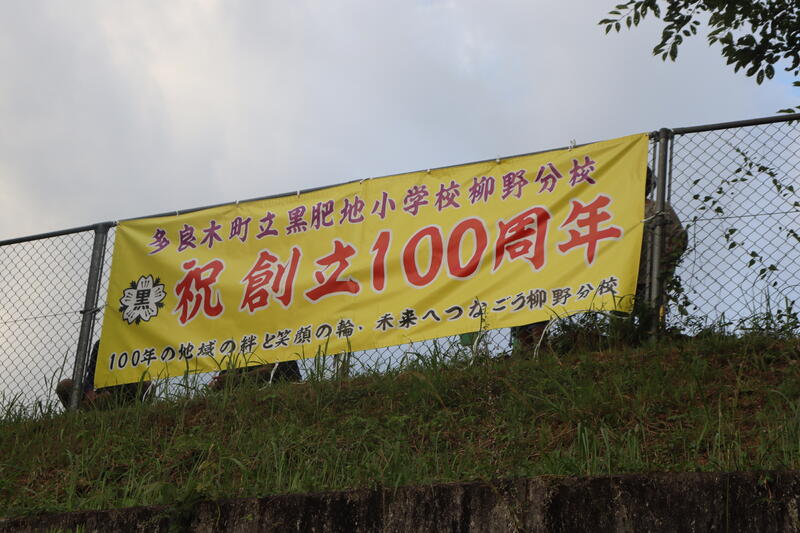 多良木町立黒肥地小学校柳野分校
祝創立100周年
黒
100年の地域の絆と笑顔の輪・未来へつなごう柳野分校